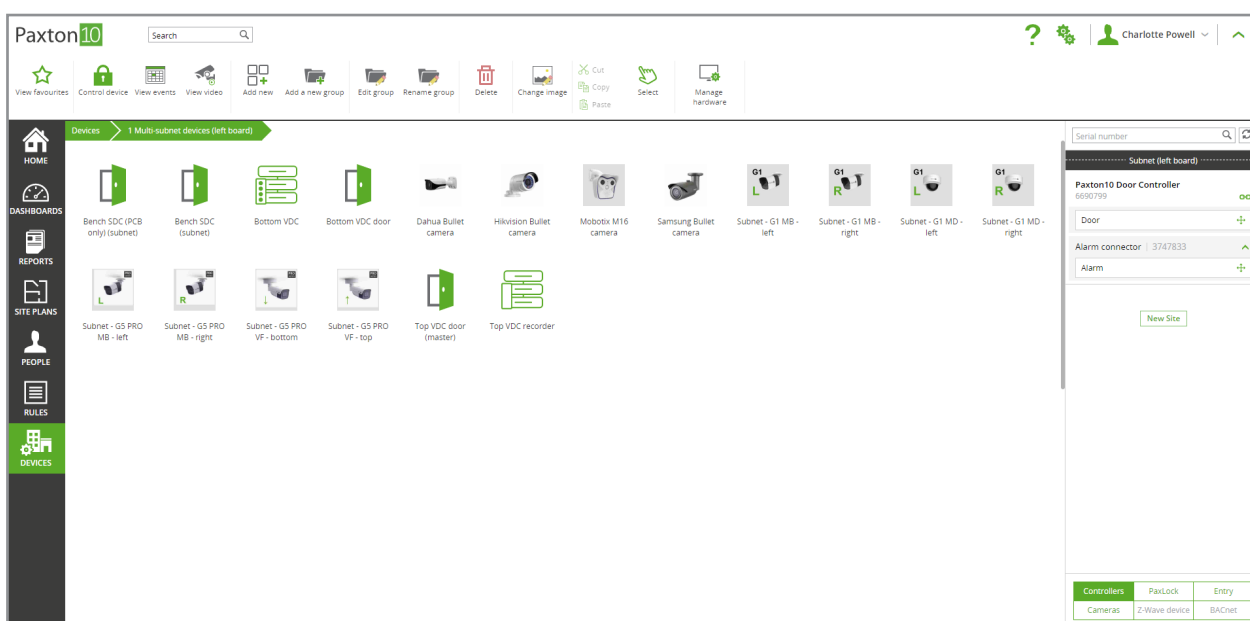 Paxton10
Search
Charlotte Powell
View favourites
Control device
View events
View video
Add new
Add a new group
Edit group
Rename group
Delete
Change image
Cut
Copy
Paste
Select
Manage
hardware
HOME
DASHBOARDS
REPORTS
SITE PLANS
PEOPLE
RULES
DEVICES
Devices
1 Multi-subnet devices (left board)
Bench SDC (PCB
only) (subnet)
Bench SDC
(subnet)
Bottom VDC
Bottom VDC door
Dahua Bullet
camera
Hikvision Bullet
camera
Mobotix M16
camera
Samsung Bullet
camera
G1
L
Subnet - G1 MB -
left
G1
R
Subnet - G1 MB -
right
G1
L
Subnet - G1 MD -
left
G1
R
Subnet - G1 MD -
right
L
Subnet - G5 PRO
MB - left
R
Subnet - G5 PRO
MB - right
Subnet - G5 PRO
VF - bottom
Subnet - G5 PRO
VF - top
Top VDC door
(master)
Top VDC recorder
Serial number
Subnet (left board)
Paxton10 Door Controller
6690799
Door
Alarm connector | 3747833
Alarm
New Site
Controllers
PaxLock
Entry
Cameras
Z-Wave device
BACnet